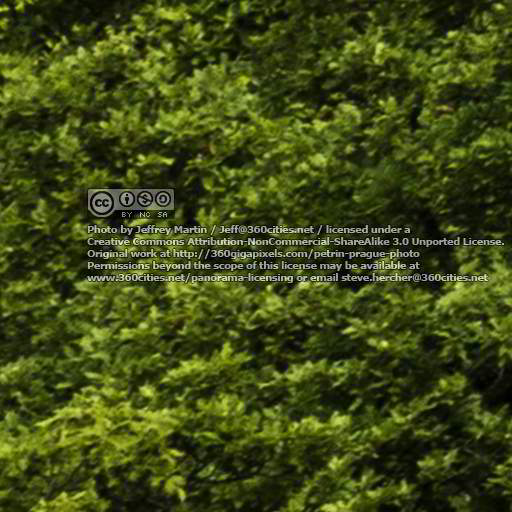 cc
BY NC SA
Photo by Jeffrey Martin / Jeff@360cities.net / licensed under a
Creative Commons Attribution-NonCommercial-ShareAlike 3.0 Unported License.
Original work at http://360gigapixels.com/petrin-prague-photo
Permissions beyond the scope of this license may be available at
www.360cities.net/panorama-licensing or email steve.hercher@360cities.net